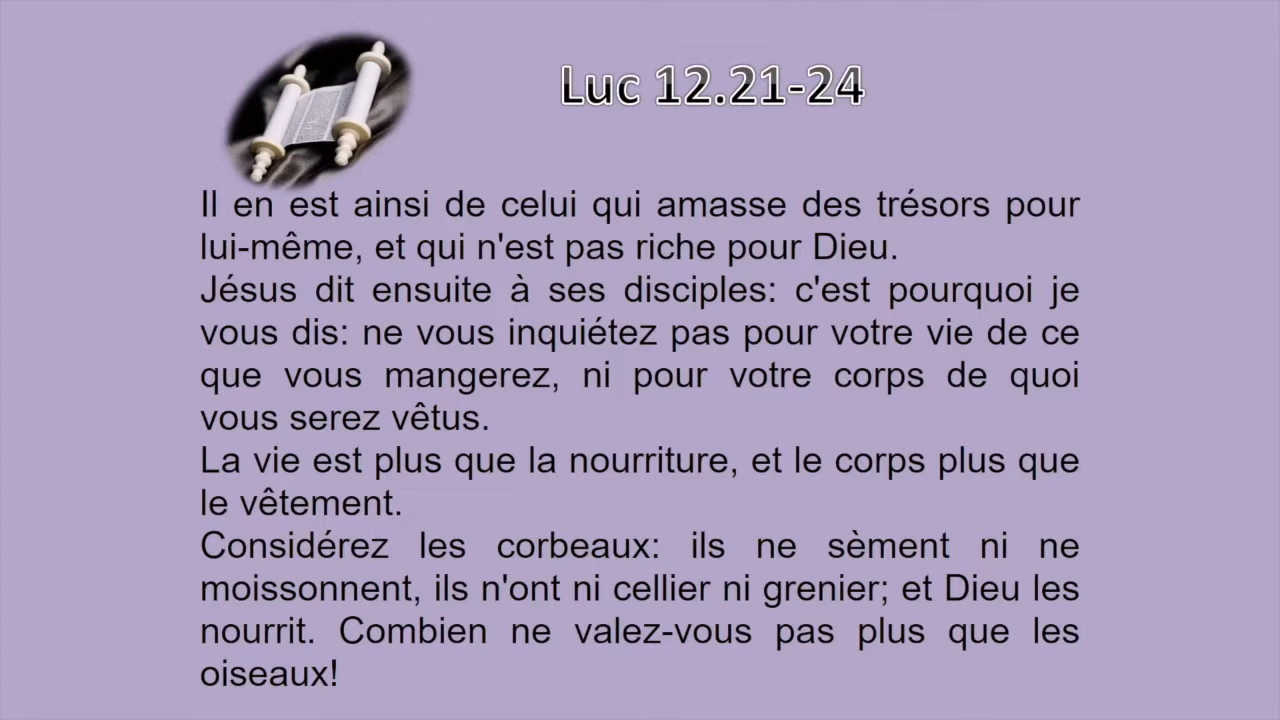 Luc 12.21-24
Il en est ainsi de celui qui amasse des trésors pour
lui-même, et qui n'est pas riche pour Dieu.
Jésus dit ensuite à ses disciples: c'est pourquoi je
vous dis: ne vous inquiétez pas pour votre vie de ce
que vous mangerez, ni pour votre corps de quoi
vous serez vêtus.
La vie est plus que la nourriture, et le corps plus que
le vêtement.
Considérez les corbeaux: ils ne sèment ni ne
moissonnent, ils n'ont ni cellier ni grenier; et Dieu les
nourrit. Combien ne valez-vous pas plus que les
oiseaux!